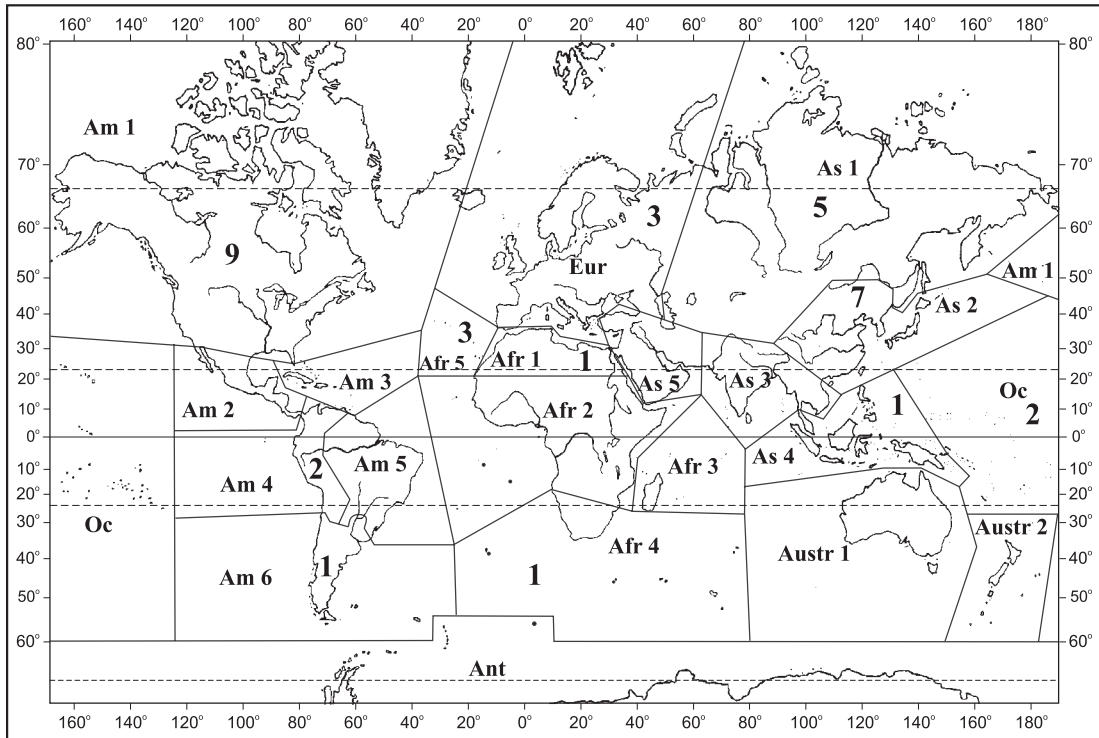 160° 140° 120° 100° 80° 60° 40° 20° 0 20° 40° 60° 80° 100° 120° 140° 160° 180°
80° 80°
Am 1
70° 70°
As 1
60° 3 5 60°
9
Eur
50° Am 1 50°
7
As 2
40° 40°
3
30° Afr 5 Afr 1 1 30°
Am 3 As 5 As 3
20° Oc 20°
Am 2 Afr 2 1 2
10° 10°
0° 0°
2 Am 5 Afr 3 As 4
10° 10°
Am 4
20° 20°
Oc Austr 2
30° 30°
Afr 4 Austr 1
40° 1 40°
Am 6 1
50° 50°
60° 60°
Ant
160° 140° 120° 100° 80° 60° 40° 20° 0° 20° 40° 60° 80° 100° 120° 140° 160° 180°